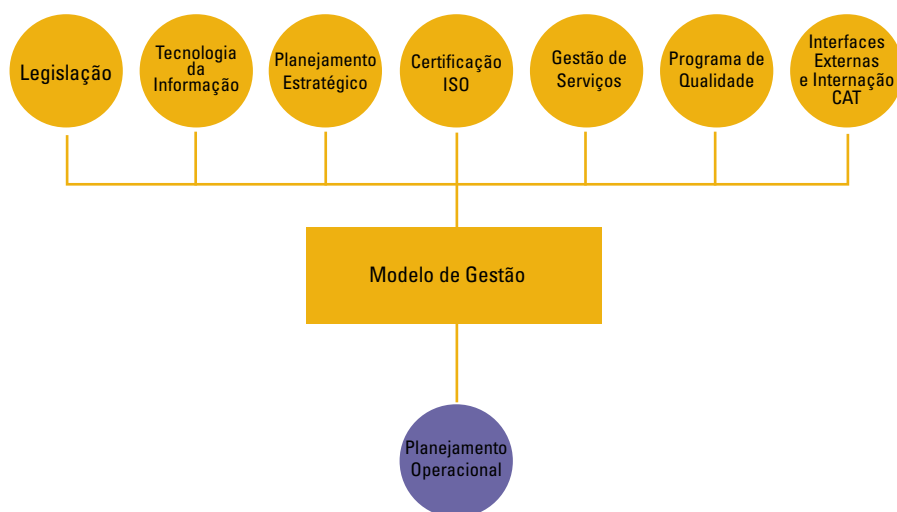 Legislação
Tecnologia
da
Informação
Planejamento
Estratégico
Certificação
ISO
Gestão de
Serviços
Programa de
Qualidade
Interfaces
Externas
e Internação
CAT
Modelo de Gestão
Planejamento
Operacional